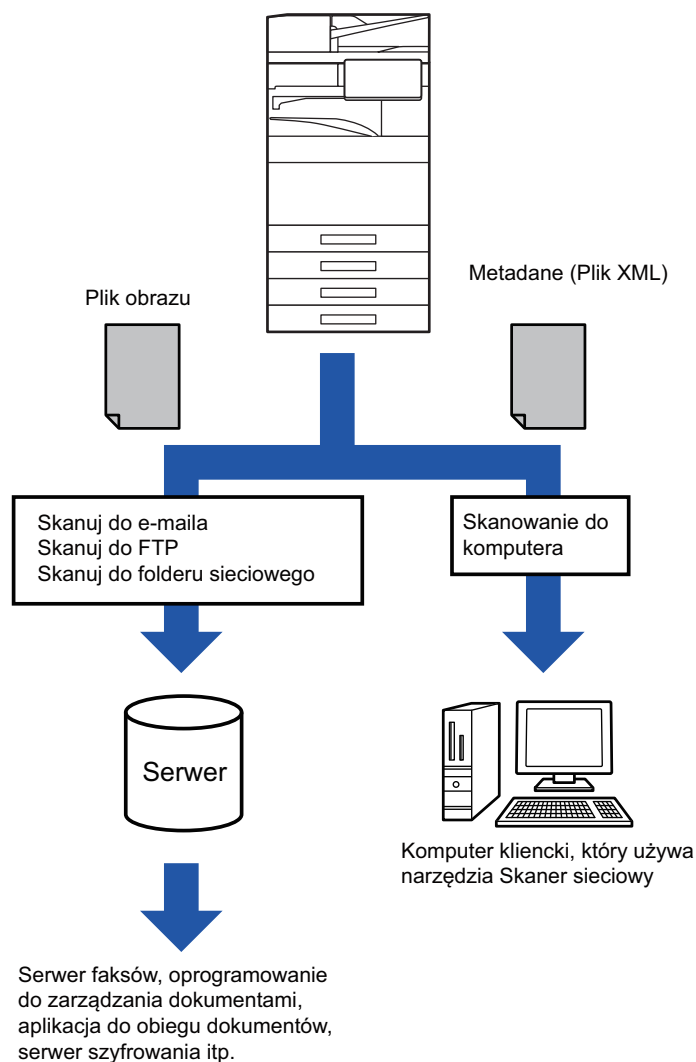 Metadane (Plik XML)
Plik obrazu
Skanuj do e-maila
Skanuj do FTP
Skanuj do folderu sieciowego
Skanowanie do
komputera
Serwer
Komputer kliencki, który używa
narzędzia Skaner sieciowy
Serwer faksów, oprogramowanie
do zarządzania dokumentami,
aplikacja do obiegu dokumentów,
serwer szyfrowania itp.